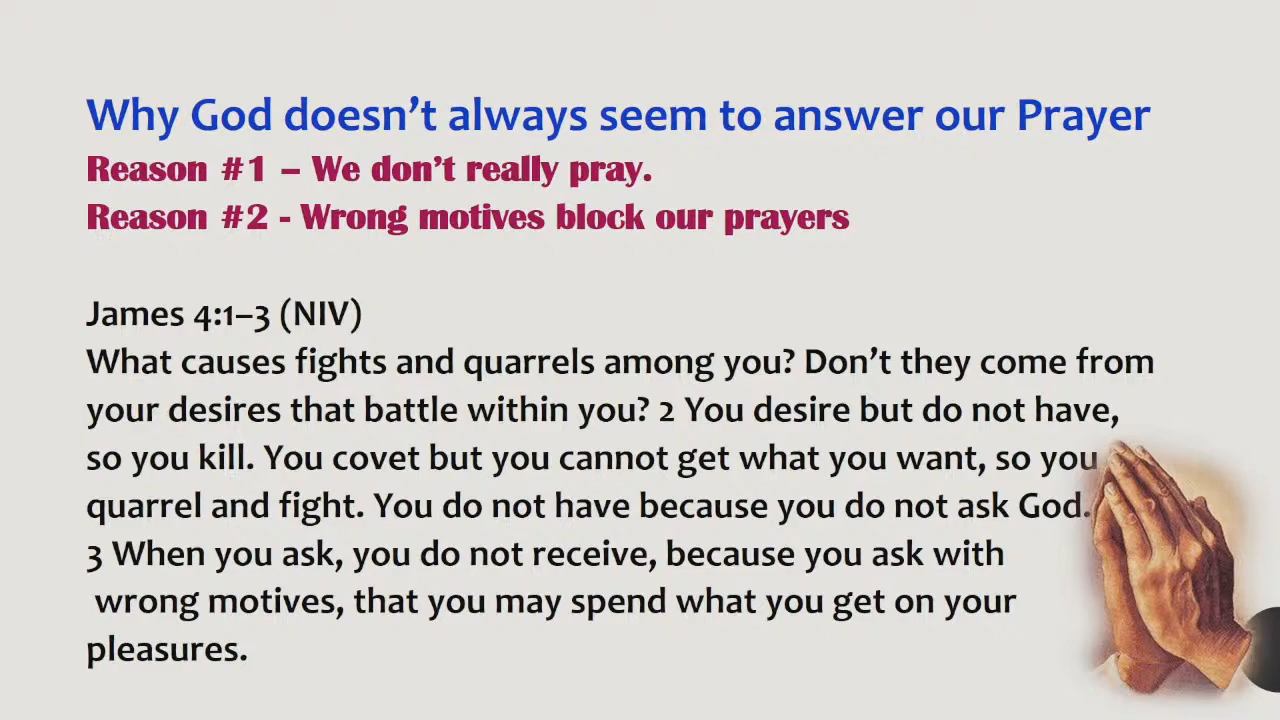 Why God doesn’t always seem to answer our Prayer
Reason #1 – We don’t really pray.
Reason #2 - Wrong motives block our prayers
James 4:1–3 (NIV)
What causes fights and quarrels among you? Don’t they come from
your desires that battle within you? 2 You desire but do not have,
so you kill. You covet but you cannot get what you want, so you
quarrel and fight. You do not have because you do not ask God.
3 When you ask, you do not receive, because you ask with
wrong motives, that you may spend what you get on your
pleasures.